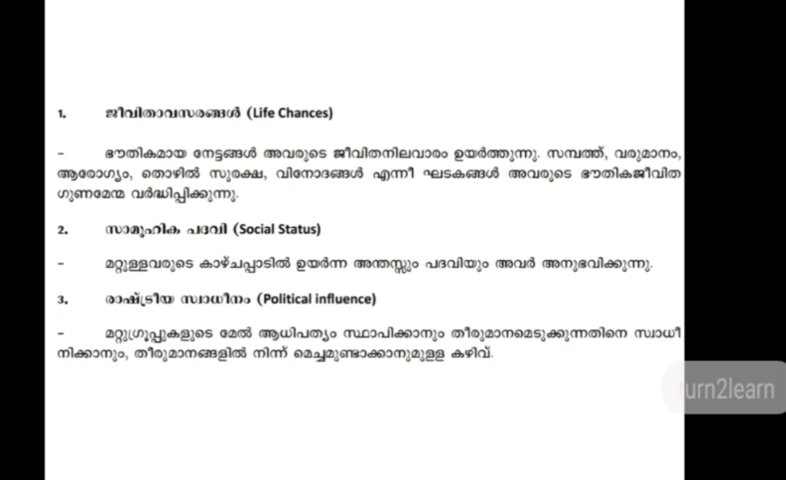 1. ജീവിതാവസരങ്ങൾ (Life Chances)
- ഭൗതികമായ നേട്ടങ്ങൾ അവരുടെ ജീവിതനിലവാരം ഉയർത്തുന്നു. സമ്പത്ത്, വരുമാനം,
ആരോഗ്യം, തൊഴിൽ സുരക്ഷ, വിനോദങ്ങൾ എന്നീ ഘടകങ്ങൾ അവരുടെ ഭൗതികജീവിത
ഗുണമേന്മ വർദ്ധിപ്പിക്കുന്നു.
2. സാമൂഹിക പദവി (Social Status)
- മറ്റുള്ളവരുടെ കാഴ്ചപ്പാടിൽ ഉയർന്ന അന്തസ്സും പദവിയും അവർ അനുഭവിക്കുന്നു.
3. രാഷ്ട്രീയ സ്വാധീനം (Political influence)
- മറ്റുഗ്രൂപ്പുകളുടെ മേൽ ആധിപത്യം സ്ഥാപിക്കാനും തീരുമാനമെടുക്കുന്നതിനെ സ്വാധീ
നിക്കാനും, തീരുമാനങ്ങളിൽ നിന്ന് മെച്ചമുണ്ടാക്കാനുമുളള കഴിവ്.
urn2learn